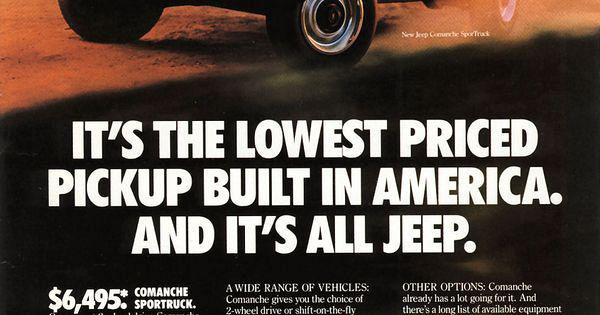 New Jeep Comanche SporTruck
IT'S THE LOWEST PRICED
PICKUP BUILT IN AMERICA.
AND IT'S ALL JEEP.
$6,495*. COMANCHE
SPORTRUCK.
A WIDE RANGE OF VEHICLES:
Comanche gives you the choice of
2-wheel drive or shift-on-the-fly
OTHER OPTIONS: Comanche
already has a lot going for it. And
there's a long list of available equipment